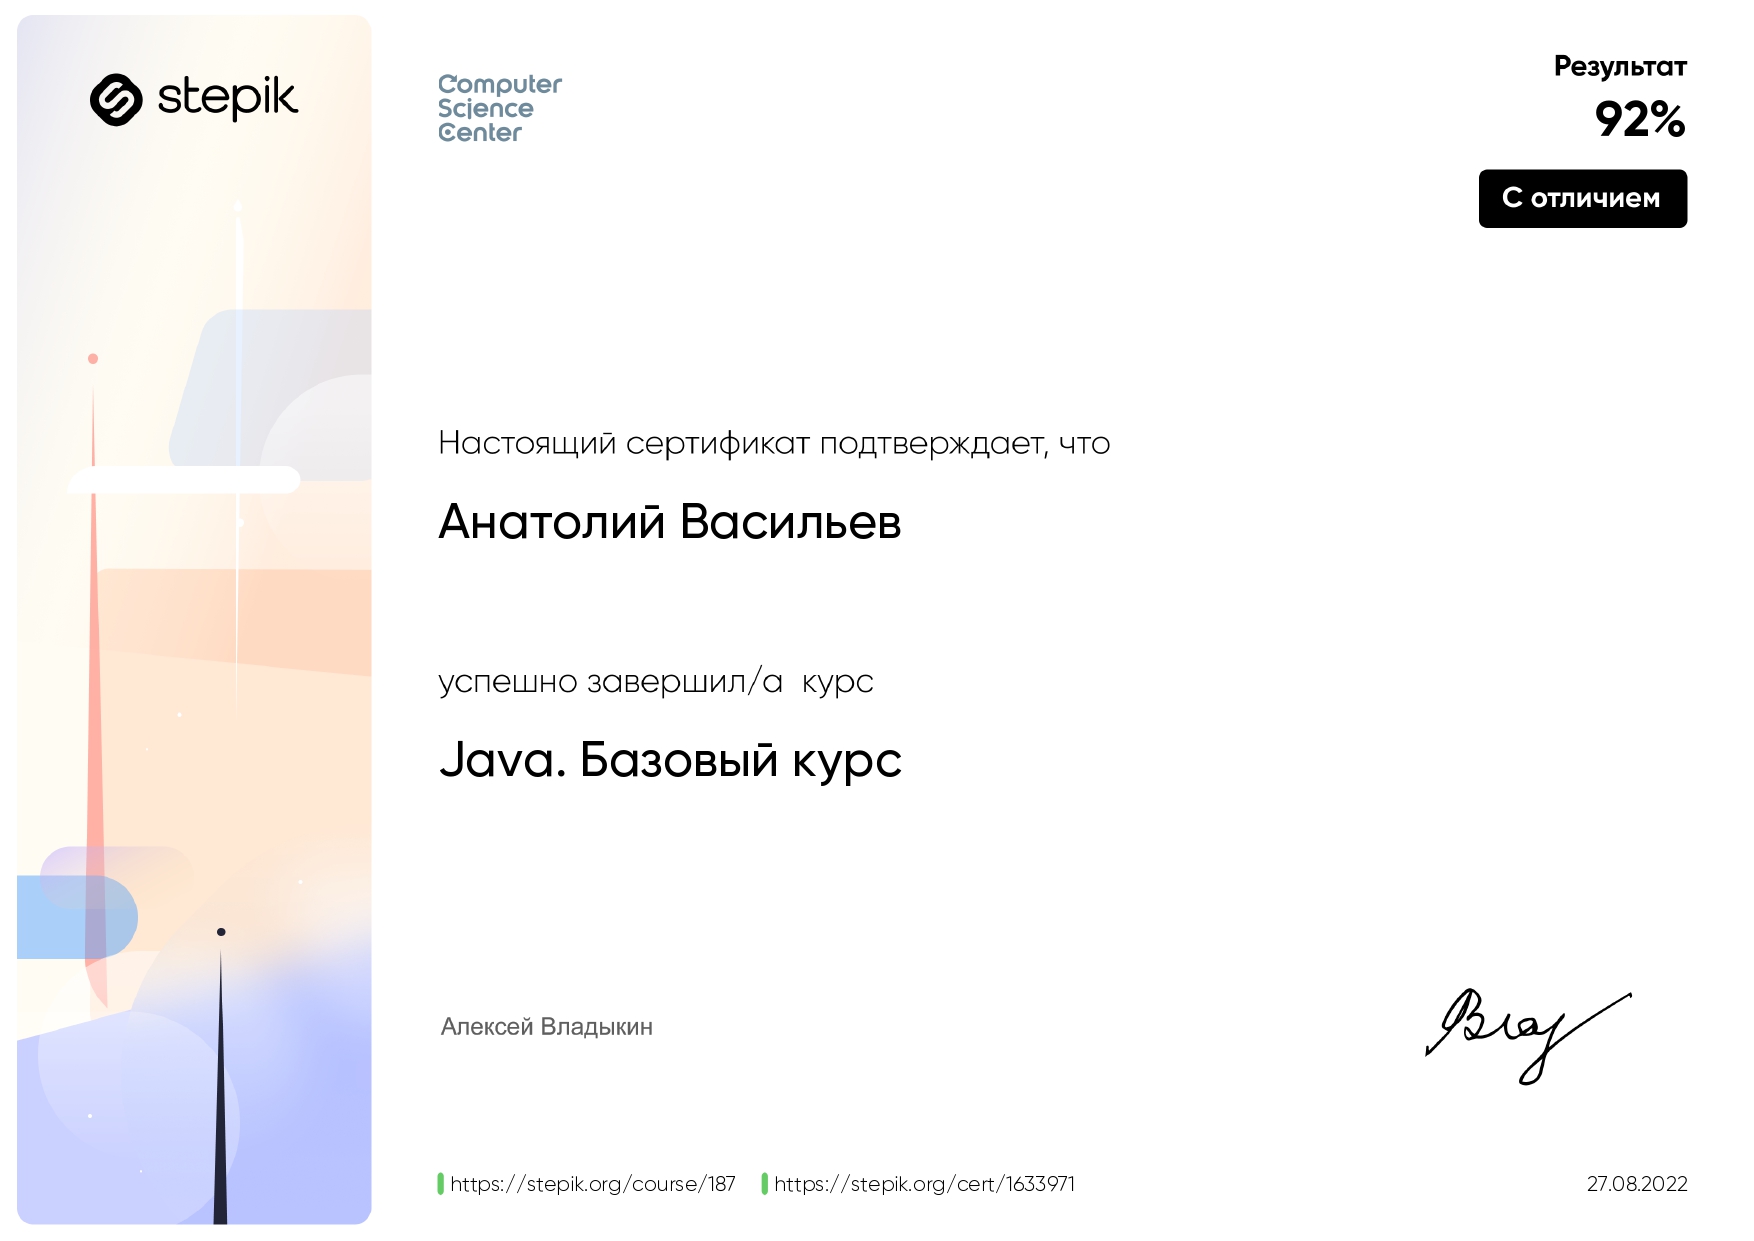 stepik
Computer
Science
Center
Результат
92%
С отличием
Настоящий сертификат подтверждает, что
Анатолий Васильев
успешно завершил/а курс
Java. Базовый курс
Алексей Владыкин
https://stepik.org/course/187
https://stepik.org/cert/1633971
27.08.2022